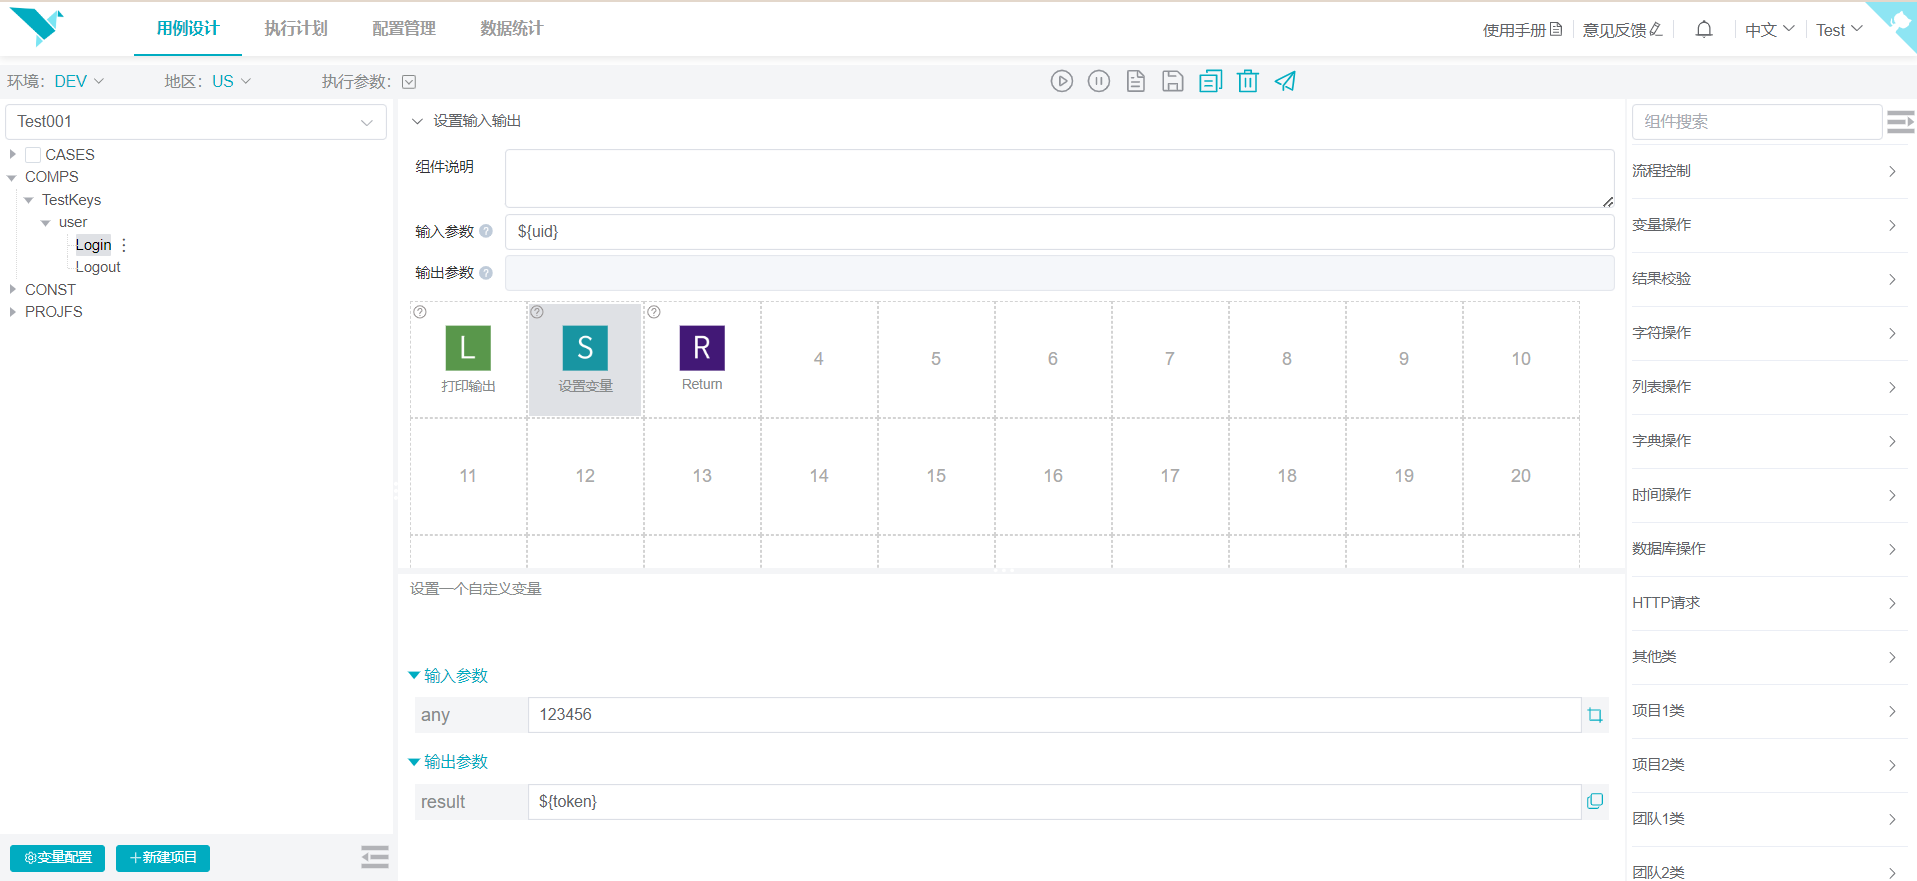 用例设计 执行计划 配置管理 数据统计 使用手册 意见反馈 中文 Test
环境： DEV 地区： US 执行参数：
Test001
CASES
COMPS
TestKeys
user
Login
Logout
CONST
PROJFS
变量配置 新建项目
设置输入输出
组件说明
输入参数 ? ${uid}
输出参数 ?
? L 打印输出
? S 设置变量
? R Return
4 5 6 7 8 9 10
11 12 13 14 15 16 17 18 19 20
设置一个自定义变量
输入参数
any 123456
输出参数
result ${token}
组件搜索
流程控制
变量操作
结果校验
字符操作
列表操作
字典操作
时间操作
数据库操作
HTTP请求
其他类
项目1类
项目2类
团队1类
团队2类